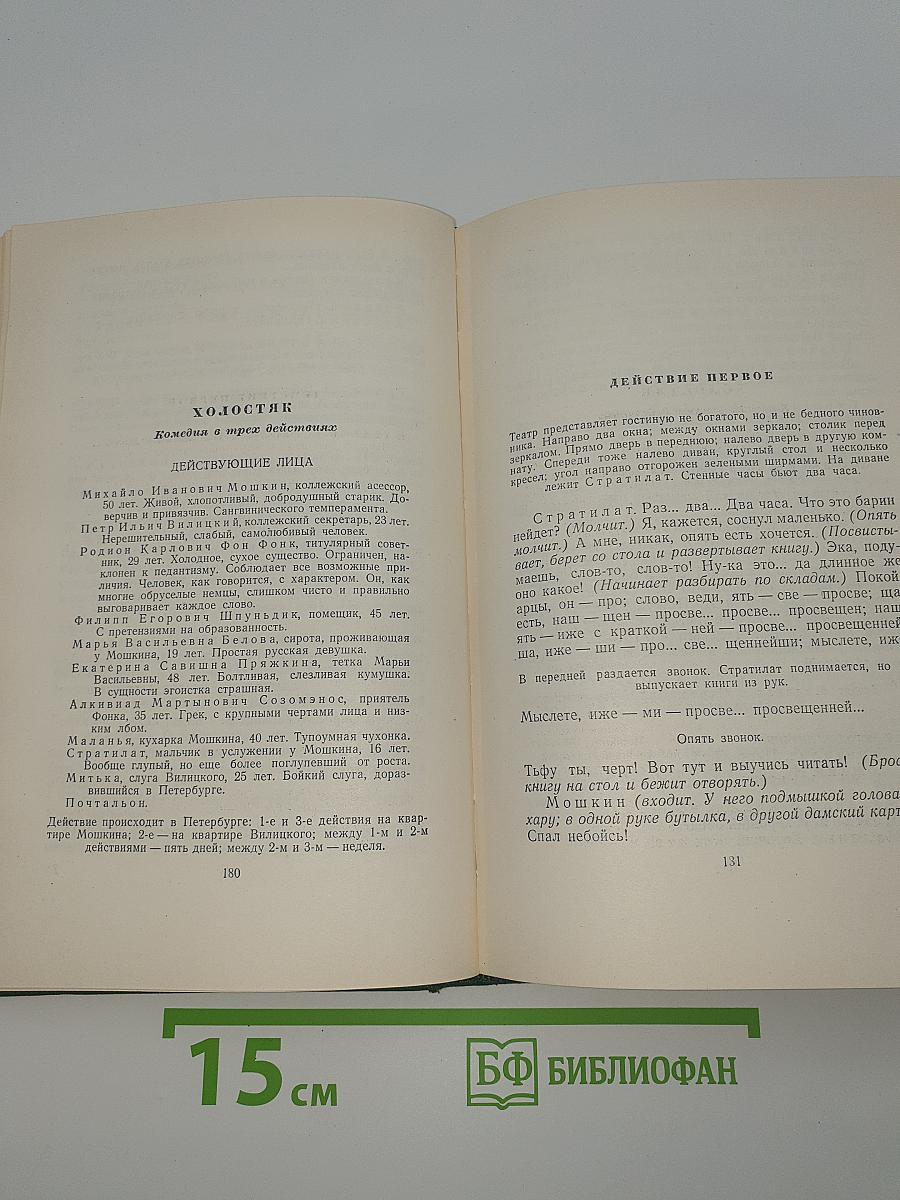 ХОЛОСТЯК
Комедия в трех действиях
ДЕЙСТВУЮЩИЕ ЛИЦА
Михайло Иванович Мошкин, коллежский асессор,
50 лет. Живой, хлопотливый, добродушный старик. До-
верчив и привязчив. Сангвинического темперамента.
Петр Ильич Вилицкий, коллежский секретарь, 23 лет.
Нерешительный, слабый, самолюбивый человек.
Родион Карлович Фон Фонк, титулярный совет-
ник, 29 лет. Холодное, сухое существо. Ограничен, на-
клонен к педантизму. Соблюдает все возможные при-
личия. Человек, как говорится, с характером. Он, как
многие обруселые немцы, слишком чисто и правильно
выговаривает каждое слово.
Филипп Егорович Шпуньдик, помещик, 45 лет.
С претензиями на образованность.
Марья Васильевна Белова, сирота, проживающая
у Мошкина, 19 лет. Простая русская девушка.
Екатерина Савишна Пряжкина, тетка Марьи
Васильевны, 48 лет. Болтливая, слезливая кумушка.
В сущности эгоистка страшная.
Алкивиад Мартынович Созомэнос, приятель
Фонка, 35 лет. Грек, с крупными чертами лица и низ-
ким лбом.
Маланья, кухарка Мошкина, 40 лет. Тупоумная чухонка.
Стратилат, мальчик в услужении у Мошкина, 16 лет.
Вообще глупый, но еще более поглупевший от роста.
Митька, слуга Вилицкого, 25 лет. Бойкий слуга, дораз-
вившийся в Петербурге.
Почтальон.
Действие происходит в Петербурге: 1-е и 3-е действия на квар-
тире Мошкина; 2-е — на квартире Вилицкого; между 1-м и 2-м
действиями — пять дней; между 2-м и 3-м — неделя.
180
ДЕЙСТВИЕ ПЕРВОЕ
Театр представляет гостиную не богатого, но и не бедного чинов-
ника. Направо два окна; между окнами зеркало; столик перед
зеркалом. Прямо дверь в переднюю; налево дверь в другую ком-
нату. Спереди тоже налево диван, круглый стол и несколько
кресел; угол направо отгорожен зелеными ширмами. На диване
лежит Стратилат. Стенные часы бьют два часа.
Стратилат. Раз... два... Два часа. Что это барин
нейдет? (Молчит.) Я, кажется, соснул маленько. (Опять
молчит.) А мне, никак, опять есть хочется. (Посвисты-
вает, берет со стола и развертывает книгу.) Эка, поду-
маешь, слов-то, слов-то! Ну-ка это... да длинное же
оно какое! (Начинает разбирать по складам.) Покой,
арцы, он — про; слово, веди, ять — све — просве; ща,
есть, наш — щен — просве... просве... просвещен; наш,
ять — иже с краткой — ней — просве... просвещенней;
ша, иже — ши — про... све... щеннейши; мыслете, иже
В передней раздается звонок. Стратилат поднимается, но
выпускает книги из рук.
Мыслете, иже — ми — просве... просвещенней...
Опять звонок.
Тьфу ты, черт! Вот тут и выучись читать! (Брос
книгу на стол и бежит отворять.)
Мошкин (входит. У него подмышкой голова
хару; в одной руке бутылка, в другой дамский карт
Спал небойсь!
131
15 см
БФ БИБЛИОФАН